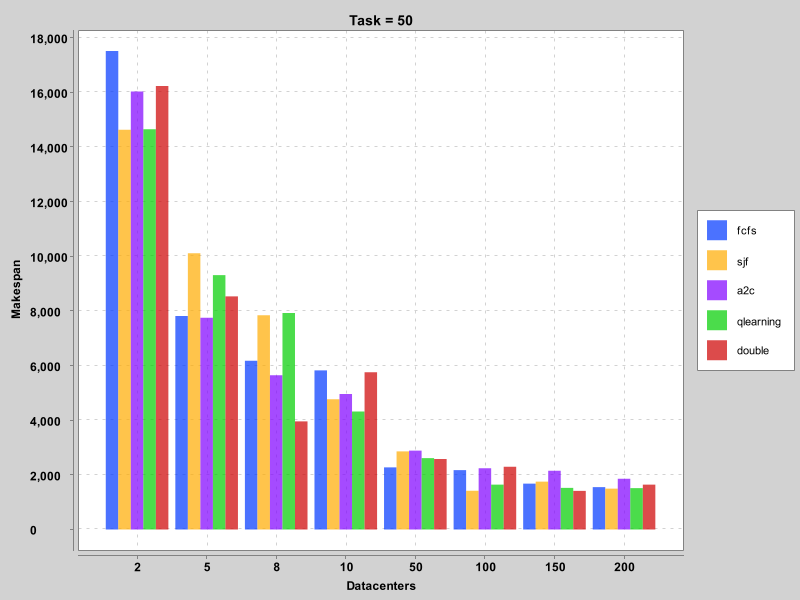 Task = 50
Makespan
18,000
16,000
14,000
12,000
10,000
8,000
6,000
4,000
2,000
0
2 5 8 10 50 100 150 200
Datacenters
fcfs
sjf
a2c
qlearning
double